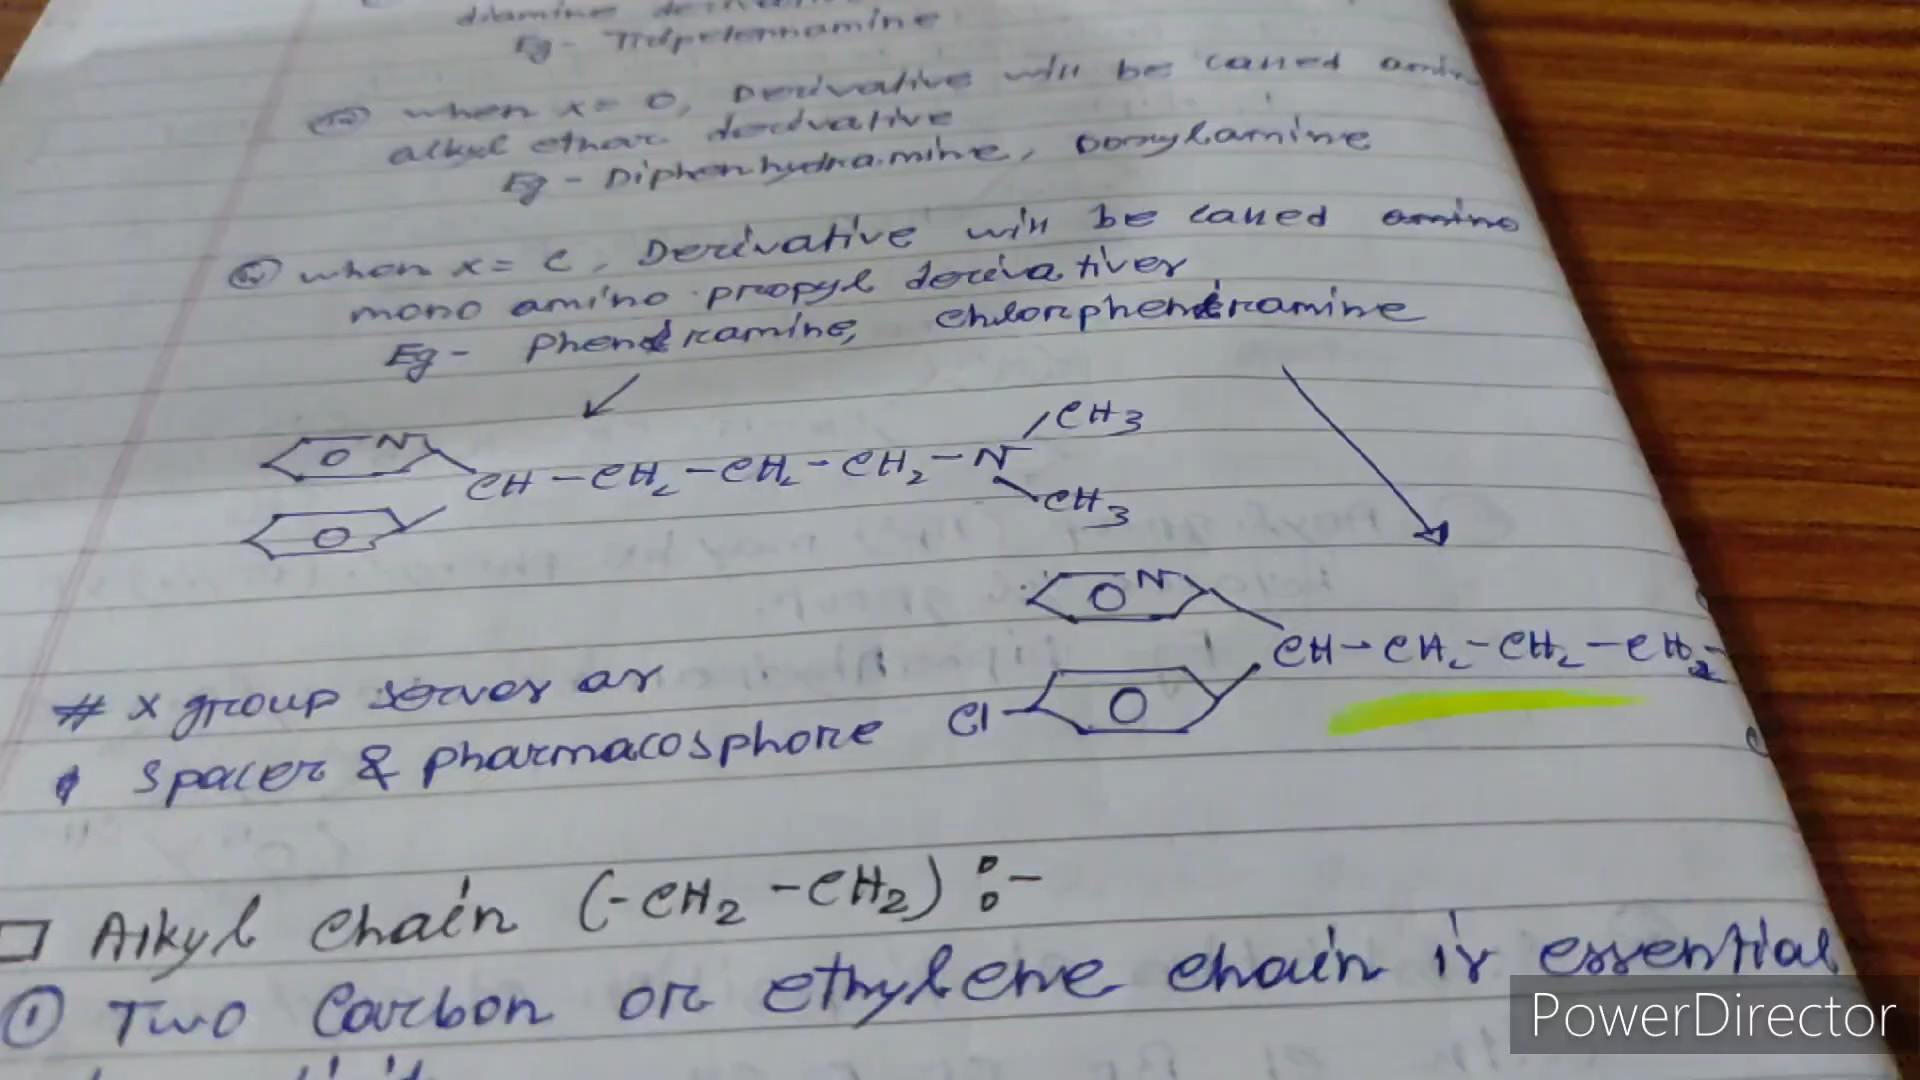 diamine
Eg - Tripelennamine
when x = O, Derivative will be called amino
alkyl ether derivative
Eg - Diphenhydramine, Doxylamine
when x = C, Derivative will be called amino
mono amino propyl derivatives
Eg - Pheniramine, chlorpheniramine
CH3
N
CH - CH2 - CH2 - CH2 - N
CH3
N
CH - CH2 - CH2 - CH2 -
Cl
# x group serves as
spacer & pharmacosphore
Alkyl chain (-CH2 - CH2) :-
① Two Carbon or ethylene chain is essential
PowerDirector